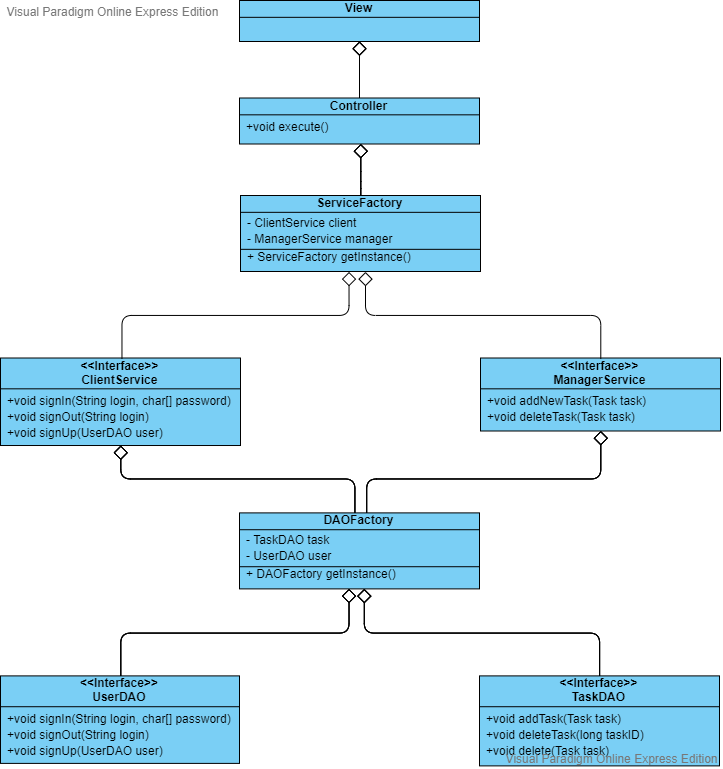 Visual Paradigm Online Express Edition
View
Controller
+void execute()
ServiceFactory
- ClientService client
- ManagerService manager
+ ServiceFactory getInstance()
<<Interface>>
ClientService
+void signIn(String login, char[] password)
+void signOut(String login)
+void signUp(UserDAO user)
<<Interface>>
ManagerService
+void addNewTask(Task task)
+void deleteTask(Task task)
DAOFactory
- TaskDAO task
- UserDAO user
+ DAOFactory getInstance()
<<Interface>>
UserDAO
+void signIn(String login, char[] password)
+void signOut(String login)
+void signUp(UserDAO user)
<<Interface>>
TaskDAO
+void addTask(Task task)
+void deleteTask(long taskID)
+void delete(Task task)
Visual Paradigm Online Express Edition